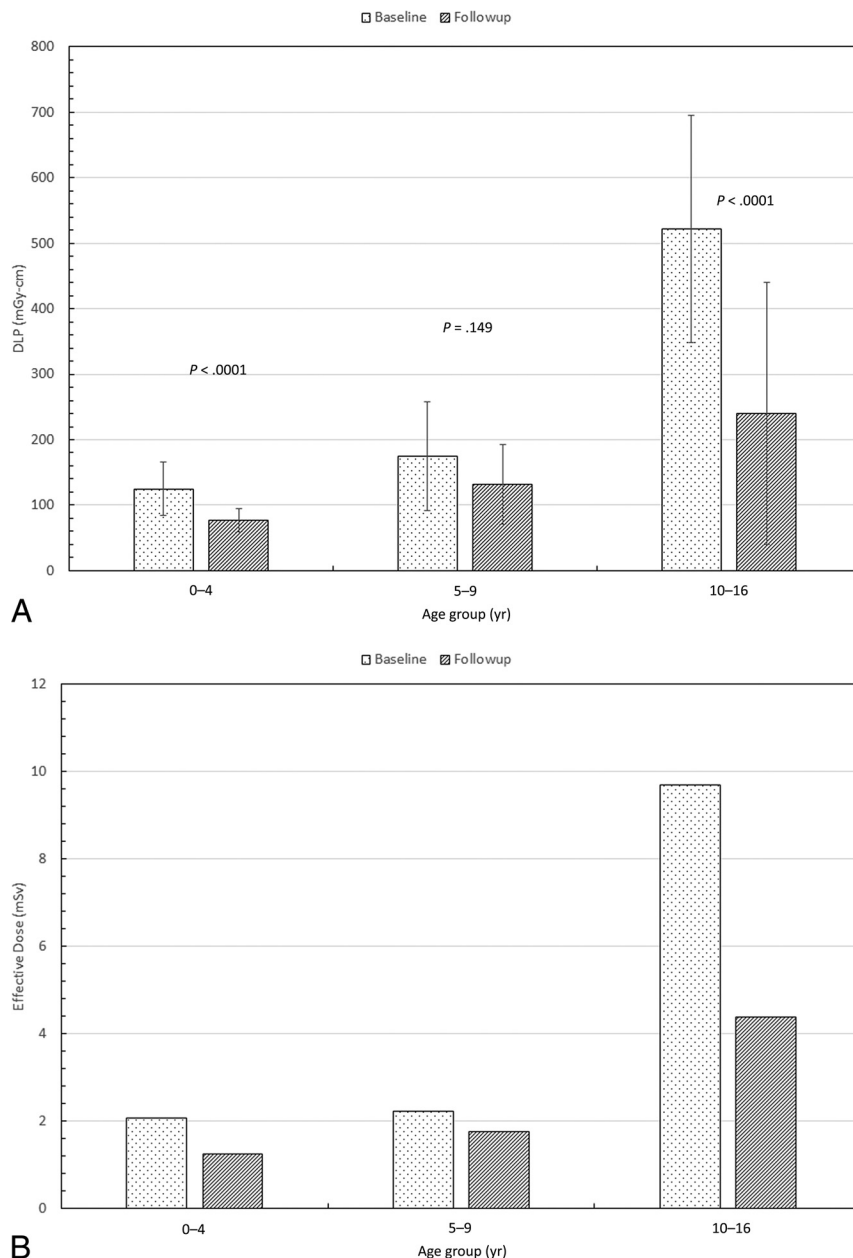 Baseline Followup
800
700
600
500
400
300
200
100
0
DLP (mGy-cm)
P < .0001
P = .149
P < .0001
0–4 5–9 10–16
Age group (yr)
A
Baseline Followup
12
10
8
6
4
2
0
Effective Dose (mSv)
0–4 5–9 10–16
Age group (yr)
B